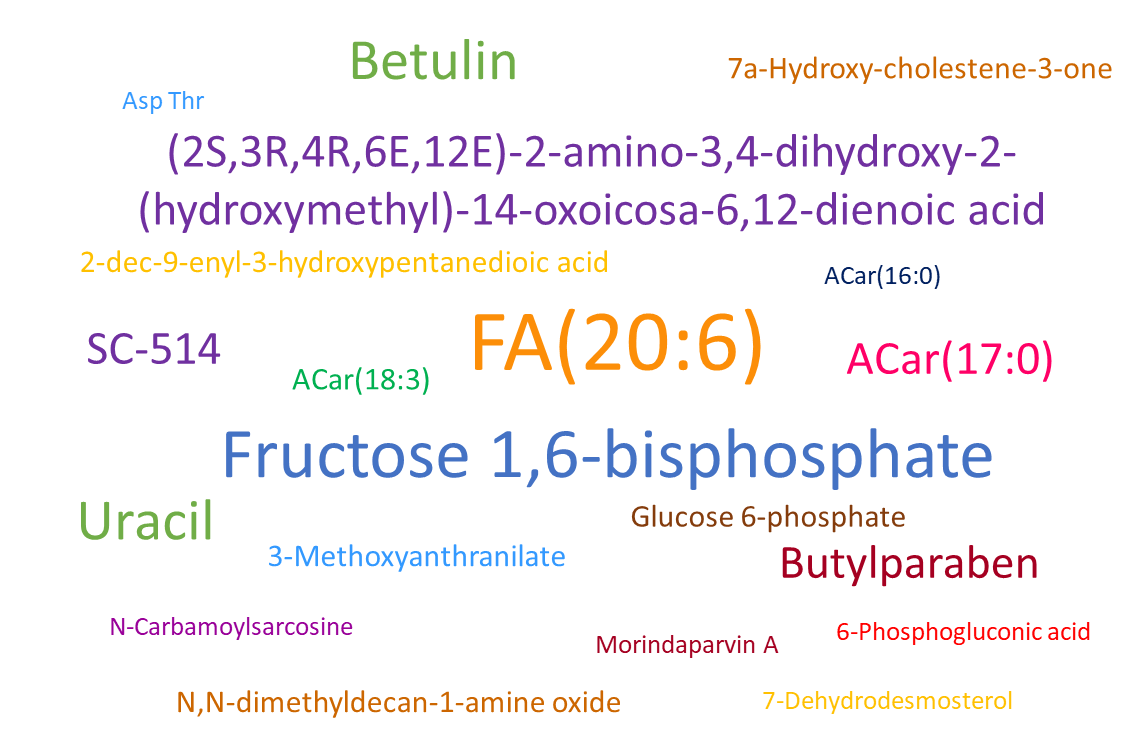 Betulin
7a-Hydroxy-cholestene-3-one
Asp Thr
(2S,3R,4R,6E,12E)-2-amino-3,4-dihydroxy-2-
(hydroxymethyl)-14-oxoicosa-6,12-dienoic acid
2-dec-9-enyl-3-hydroxypentanedioic acid
ACar(16:0)
SC-514
FA(20:6)
ACar(17:0)
ACar(18:3)
Fructose 1,6-bisphosphate
Uracil
Glucose 6-phosphate
3-Methoxyanthranilate
Butylparaben
N-Carbamoylsarcosine
Morindaparvin A
6-Phosphogluconic acid
N,N-dimethyldecan-1-amine oxide
7-Dehydrodesmosterol